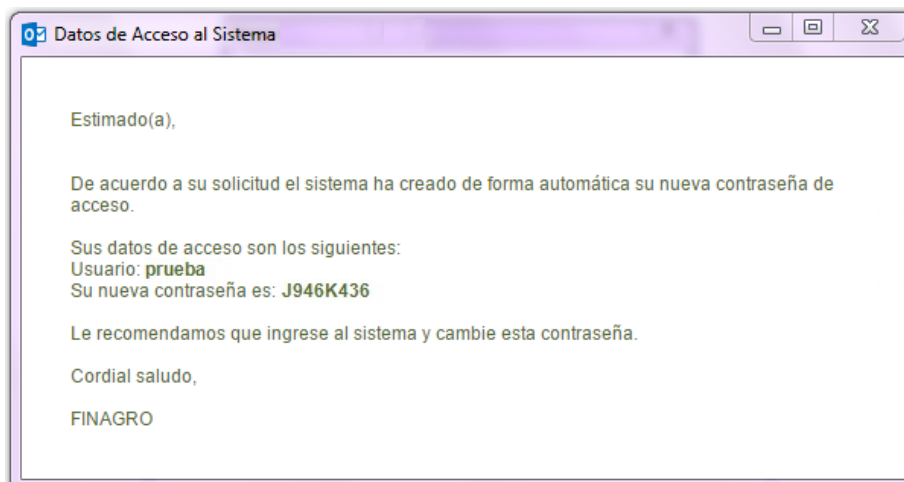 Datos de Acceso al Sistema
Estimado(a),
De acuerdo a su solicitud el sistema ha creado de forma automática su nueva contraseña de
acceso.
Sus datos de acceso son los siguientes:
Usuario: prueba
Su nueva contraseña es: J946K436
Le recomendamos que ingrese al sistema y cambie esta contraseña.
Cordial saludo,
FINAGRO